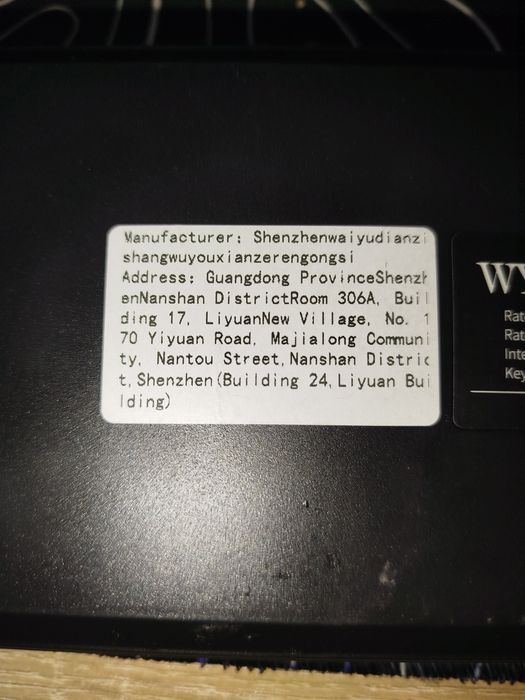 Manufacturer: Shenzhenwaiyudianzi
shangwuyouxianzerengongsi
Address: Guangdong ProvinceShenzh
enNanshan DistrictRoom 306A, Buil
ding 17, LiyuanNew Village, No. 1
70 Yiyuan Road, Majialong Communi
ty, Nantou Street,Nanshan Distric
t,Shenzhen(Building 24,Liyuan Bui
lding)